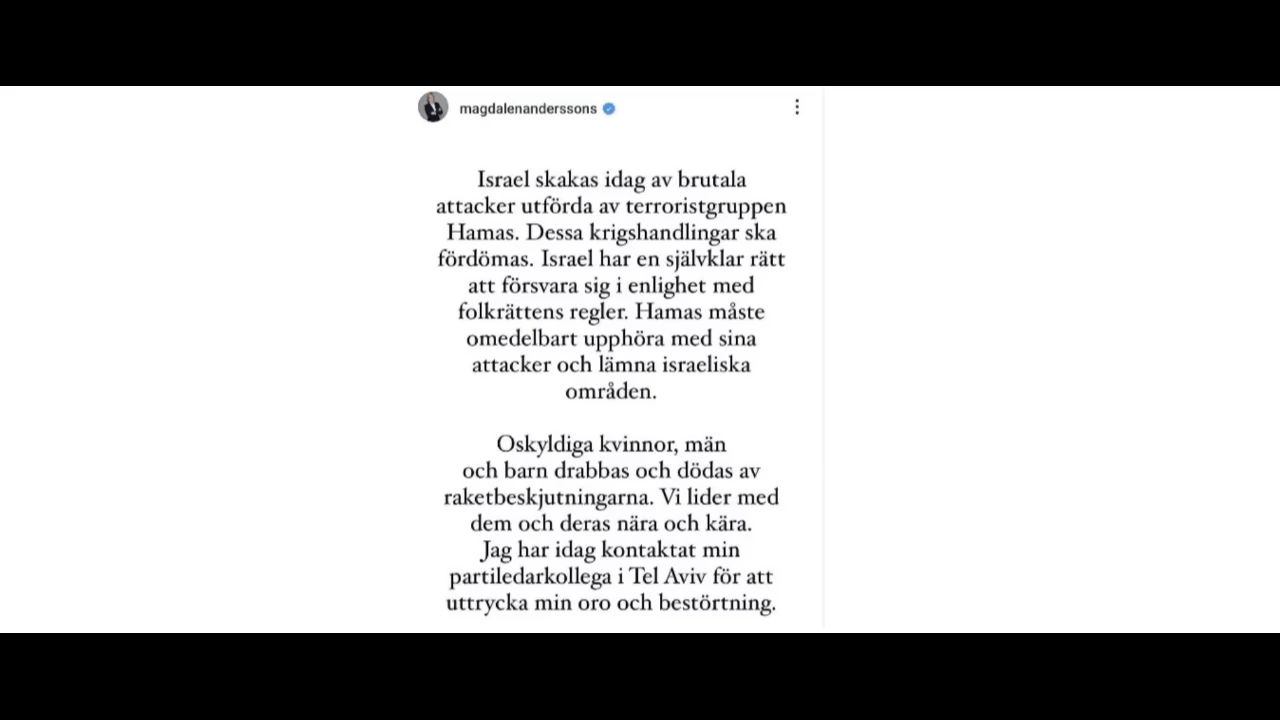 magdalenanderssons
Israel skakas idag av brutala
attacker utförda av terroristgruppen
Hamas. Dessa krigshandlingar ska
fördömas. Israel har en självklar rätt
att försvara sig i enlighet med
folkrättens regler. Hamas måste
omedelbart upphöra med sina
attacker och lämna israeliska
områden.
Oskyldiga kvinnor, män
och barn drabbas och dödas av
raketbeskjutningarna. Vi lider med
dem och deras nära och kära.
Jag har idag kontaktat min
partiledarkollega i Tel Aviv för att
uttrycka min oro och bestörtning.